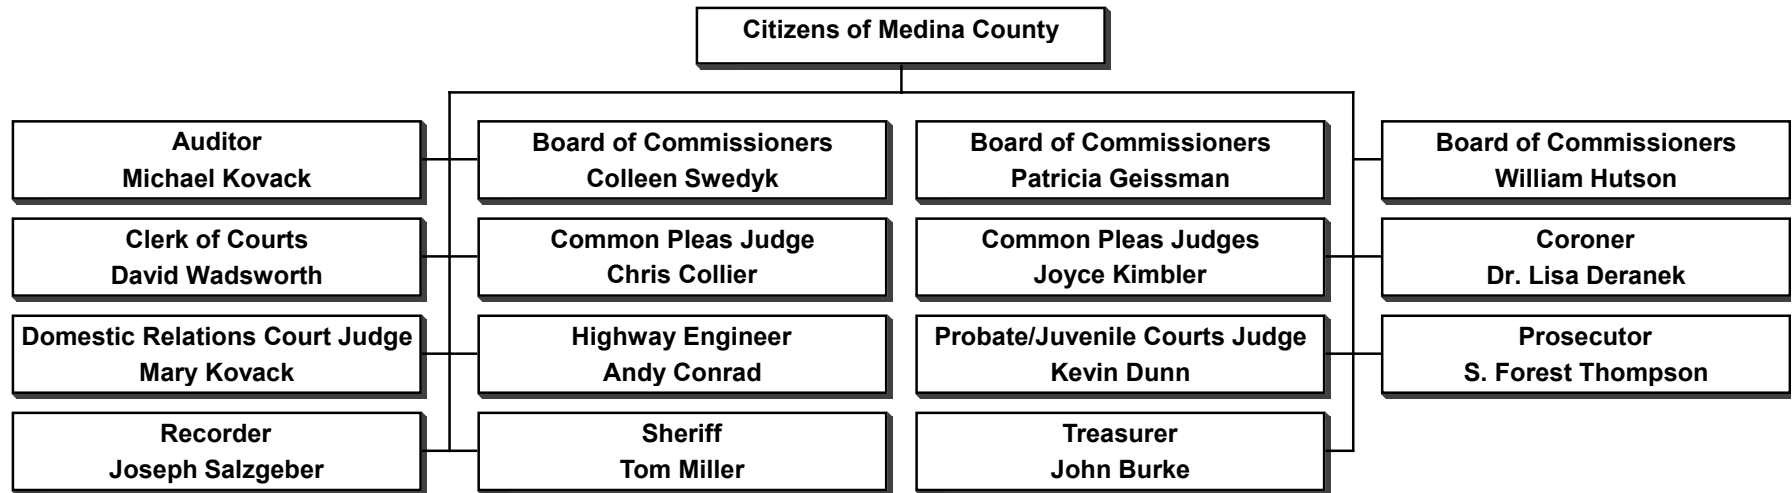 Citizens of Medina County
Auditor
Michael Kovack
Board of Commissioners
Colleen Swedyk
Board of Commissioners
Patricia Geissman
Board of Commissioners
William Hutson
Clerk of Courts
David Wadsworth
Common Pleas Judge
Chris Collier
Common Pleas Judges
Joyce Kimbler
Coroner
Dr. Lisa Deranek
Domestic Relations Court Judge
Mary Kovack
Highway Engineer
Andy Conrad
Probate/Juvenile Courts Judge
Kevin Dunn
Prosecutor
S. Forest Thompson
Recorder
Joseph Salzgeber
Sheriff
Tom Miller
Treasurer
John Burke